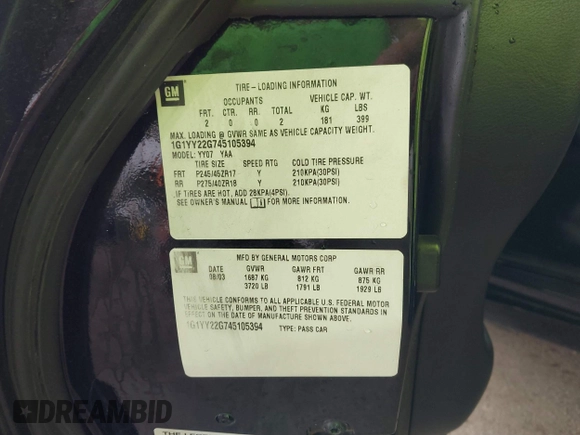 GM
TIRE-LOADING INFORMATION
OCCUPANTS VEHICLE CAP. WT.
FRT. CTR. RR. TOTAL KG LBS
2 0 0 2 181 399
MAX. LOADING @ GVWR SAME AS VEHICLE CAPACITY WEIGHT.
1G1YY22G745105394
MODEL: YY07 YAA
TIRE SIZE SPEED RTG COLD TIRE PRESSURE
FRT P245/45ZR17 Y 210KPA(30PSI)
RR P275/40ZR18 Y 210KPA(30PSI)
IF TIRES ARE HOT, ADD 28KPA(4PSI).
SEE OWNER'S MANUAL FOR MORE INFORMATION.
GM
MFD BY GENERAL MOTORS CORP
DATE GVWR GAWR FRT GAWR RR
08/03 1687 KG 812 KG 875 KG
3720 LB 1791 LB 1929 LB
THIS VEHICLE CONFORMS TO ALL APPLICABLE U.S. FEDERAL MOTOR
VEHICLE SAFETY, BUMPER, AND THEFT PREVENTION STANDARDS IN
EFFECT ON THE DATE OF MANUFACTURE SHOWN ABOVE.
1G1YY22G745105394 TYPE: PASS CAR
DREAMBID